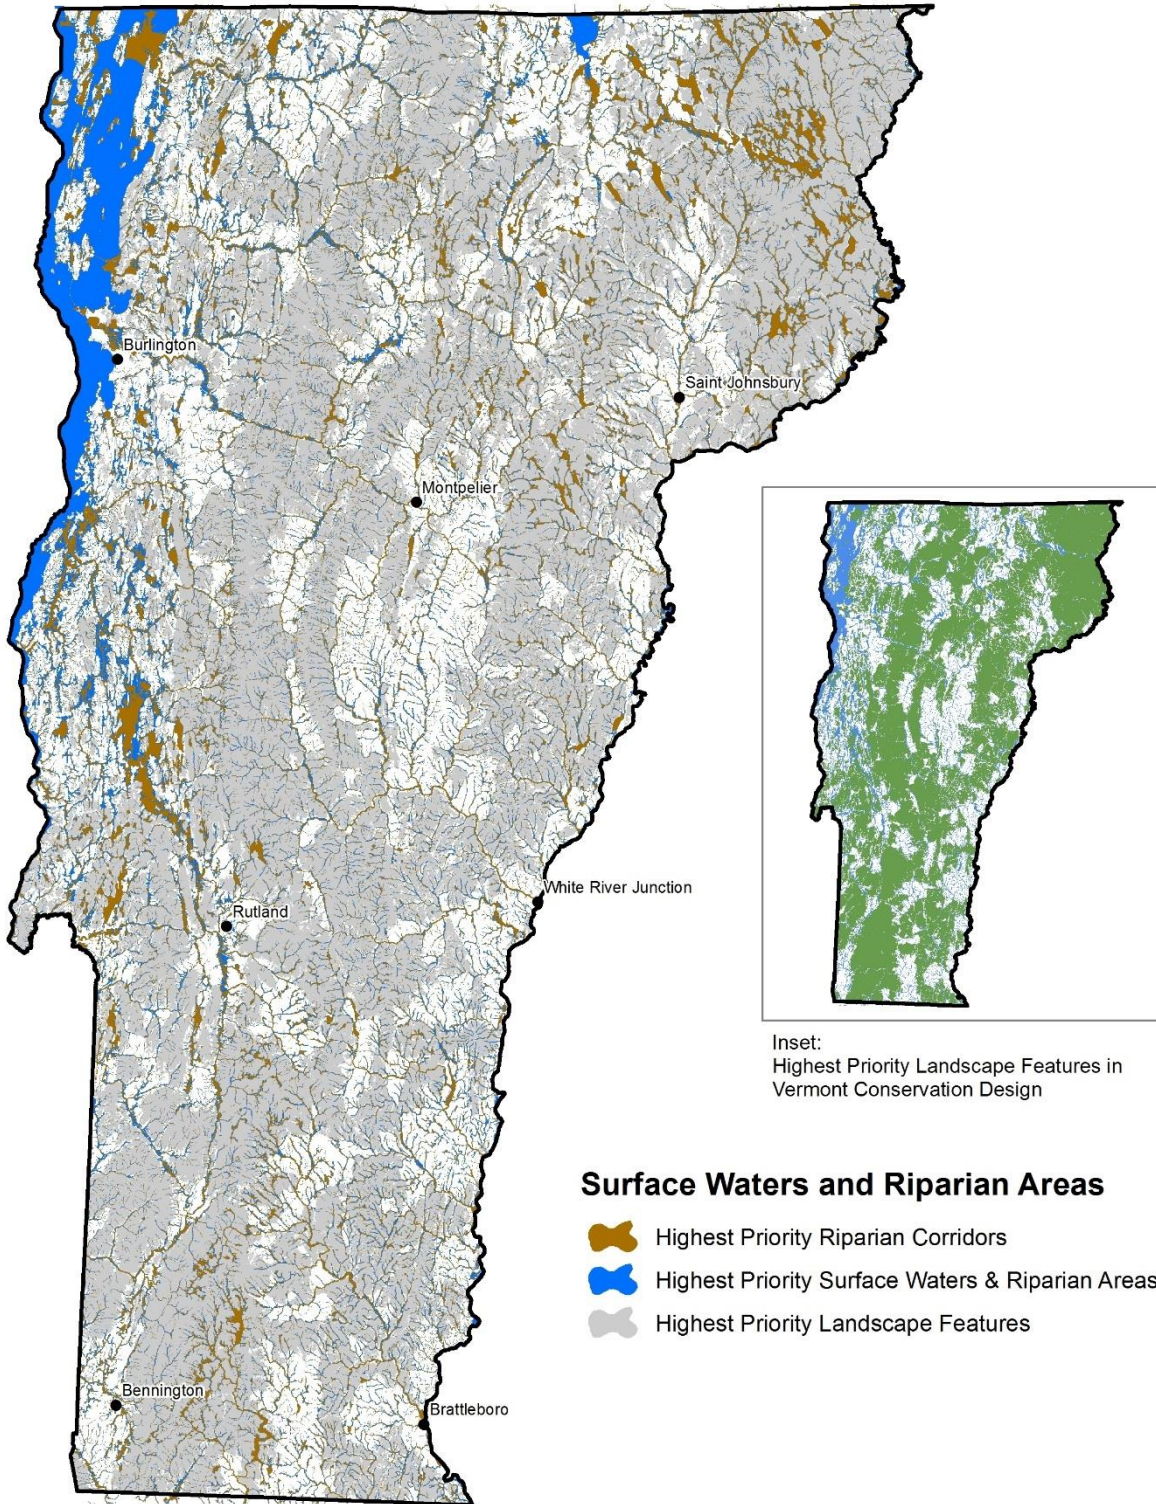 Burlington
Saint Johnsbury
Montpelier
White River Junction
Rutland
Inset:
Highest Priority Landscape Features in
Vermont Conservation Design
Surface Waters and Riparian Areas
Highest Priority Riparian Corridors
Highest Priority Surface Waters & Riparian Areas
Highest Priority Landscape Features
Bennington
Brattleboro